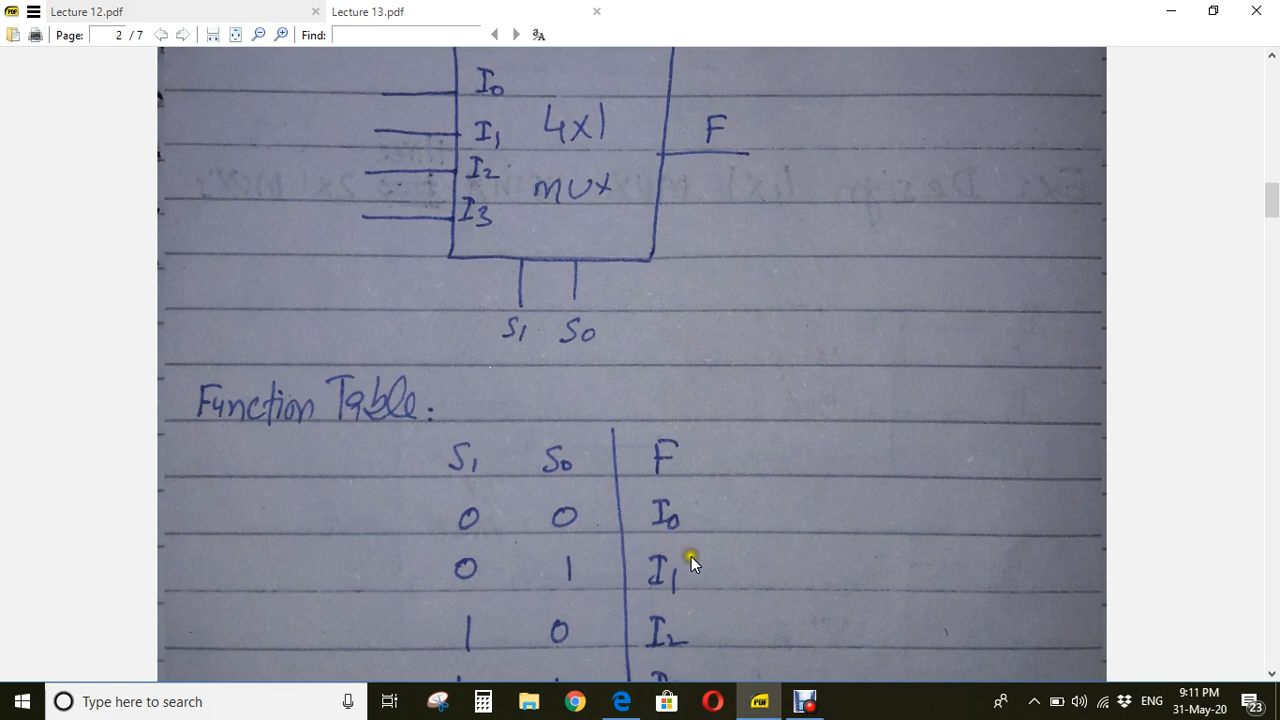 Lecture 12.pdf
Lecture 13.pdf
Page: 2 / 7
Find:
I0
I1
I2
I3
4x1
MUX
F
S1 S0
Function Table:
S1 S0 F
0 0 I0
0 1 I1
1 0 I2
Type here to search
ENG
9:11 PM
31-May-20
23